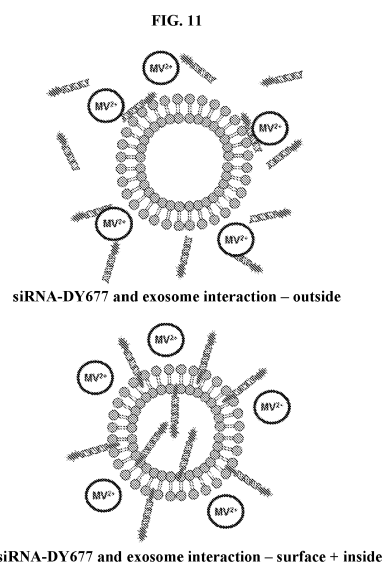 FIG. 11
MV2+
MV2+
MV2+
MV2+
MV2+
siRNA-DY677 and exosome interaction – outside
MV2+
MV2+
MV2+
MV2+
MV2+
siRNA-DY677 and exosome interaction – surface + inside